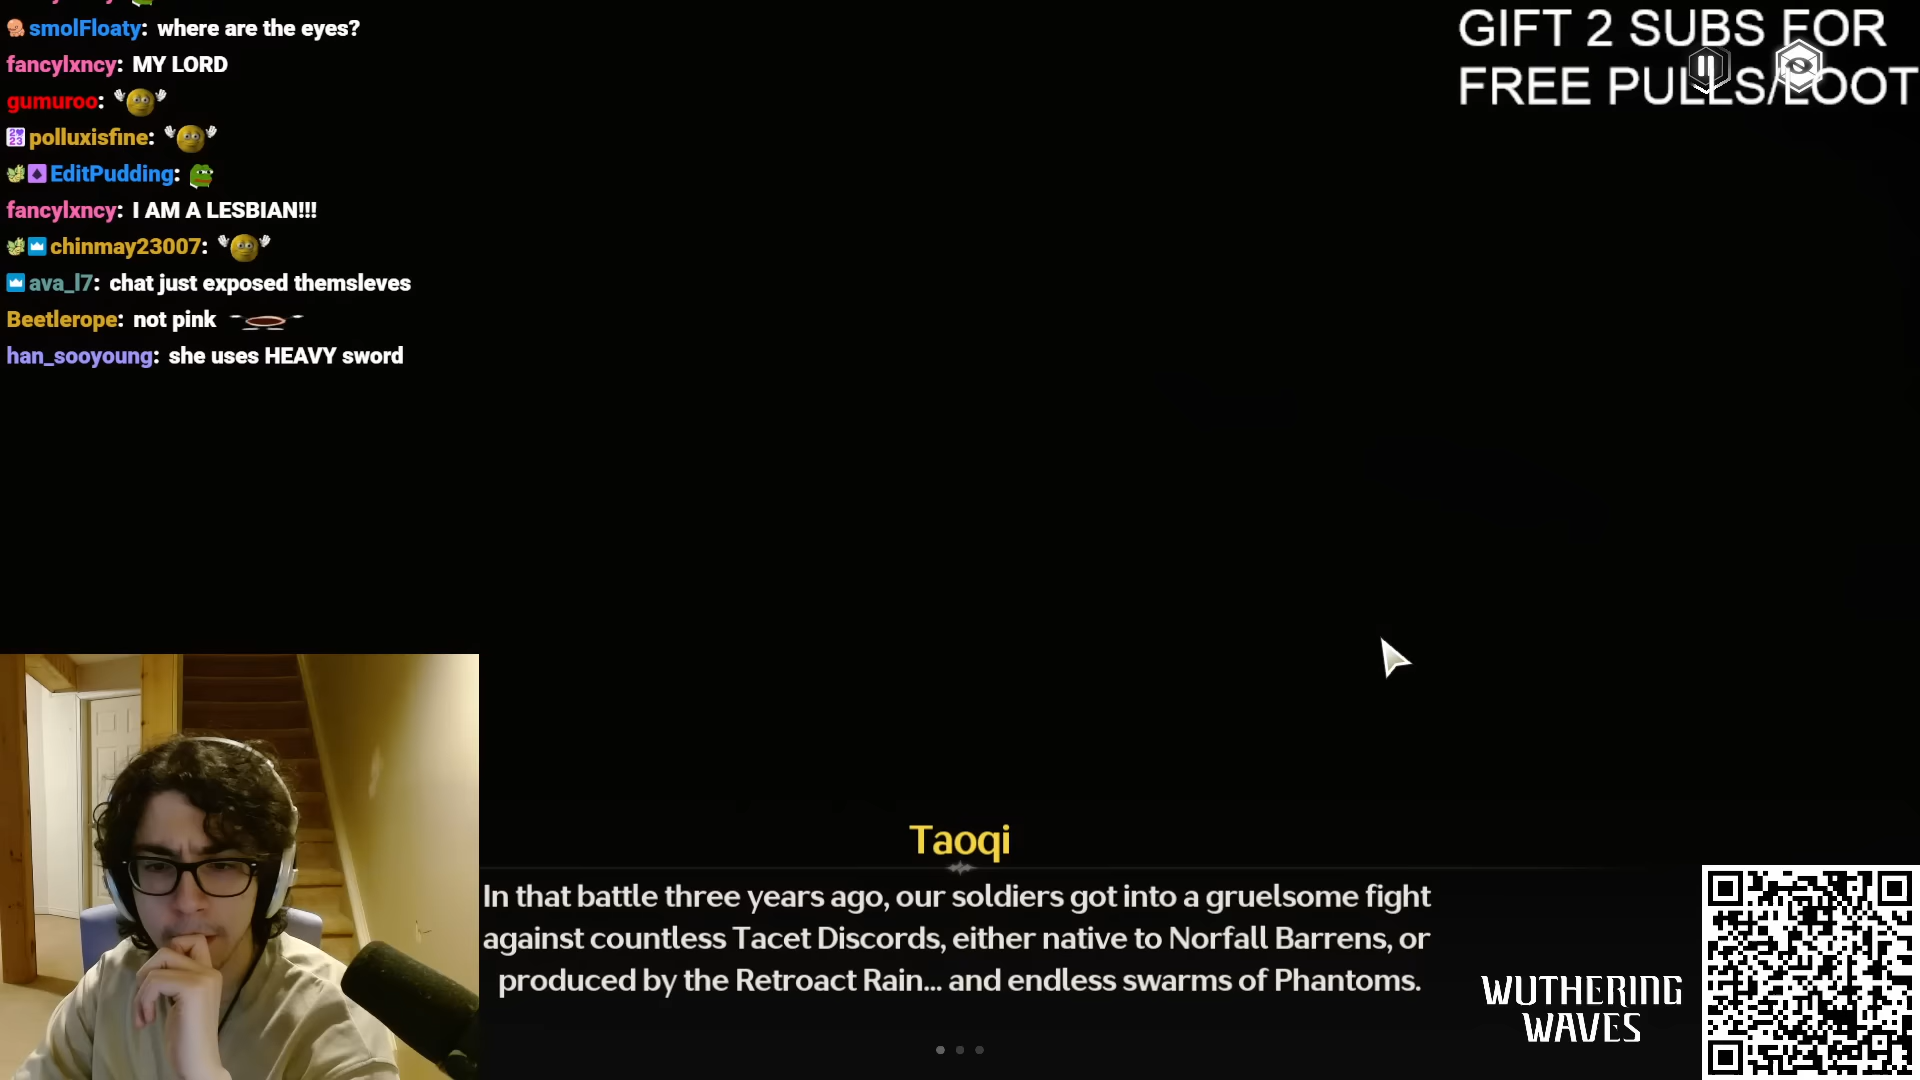 smolFloaty: where are the eyes?
fancylxncy: MY LORD
gumuroo:
polluxisfine:
EditPudding:
fancylxncy: I AM A LESBIAN!!!
chinmay23007:
ava_l7: chat just exposed themsleves
Beetlerope: not pink
han_sooyoung: she uses HEAVY sword
GIFT 2 SUBS FOR
FREE PULLS/LOOT
Taoqi
In that battle three years ago, our soldiers got into a gruelsome fight
against countless Tacet Discords, either native to Norfall Barrens, or
produced by the Retroact Rain... and endless swarms of Phantoms.
WUTHERING
WAVES